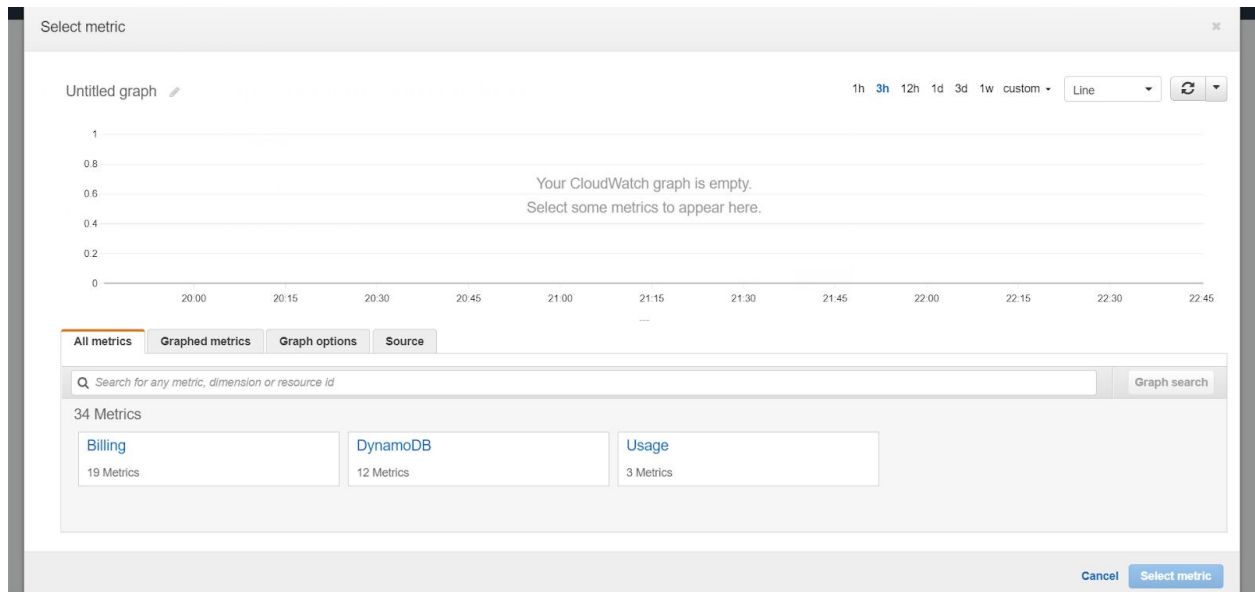 Select metric
×
Untitled graph
1h 3h 12h 1d 3d 1w custom
Line
1
0.8
0.6
0.4
0.2
0
Your CloudWatch graph is empty.
Select some metrics to appear here.
20:00 20:15 20:30 20:45 21:00 21:15 21:30 21:45 22:00 22:15 22:30 22:45
All metrics Graphed metrics Graph options Source
Search for any metric, dimension or resource id
Graph search
34 Metrics
Billing
19 Metrics
DynamoDB
12 Metrics
Usage
3 Metrics
Cancel Select metric